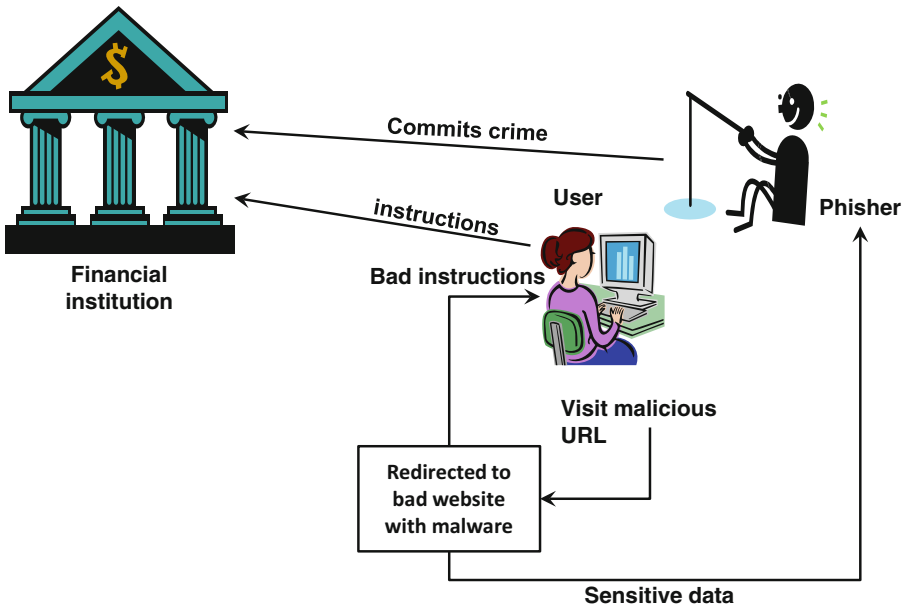 $
Commits crime
User
instructions
Phisher
Financial
institution
Bad instructions
Visit malicious
URL
Redirected to
bad website
with malware
Sensitive data